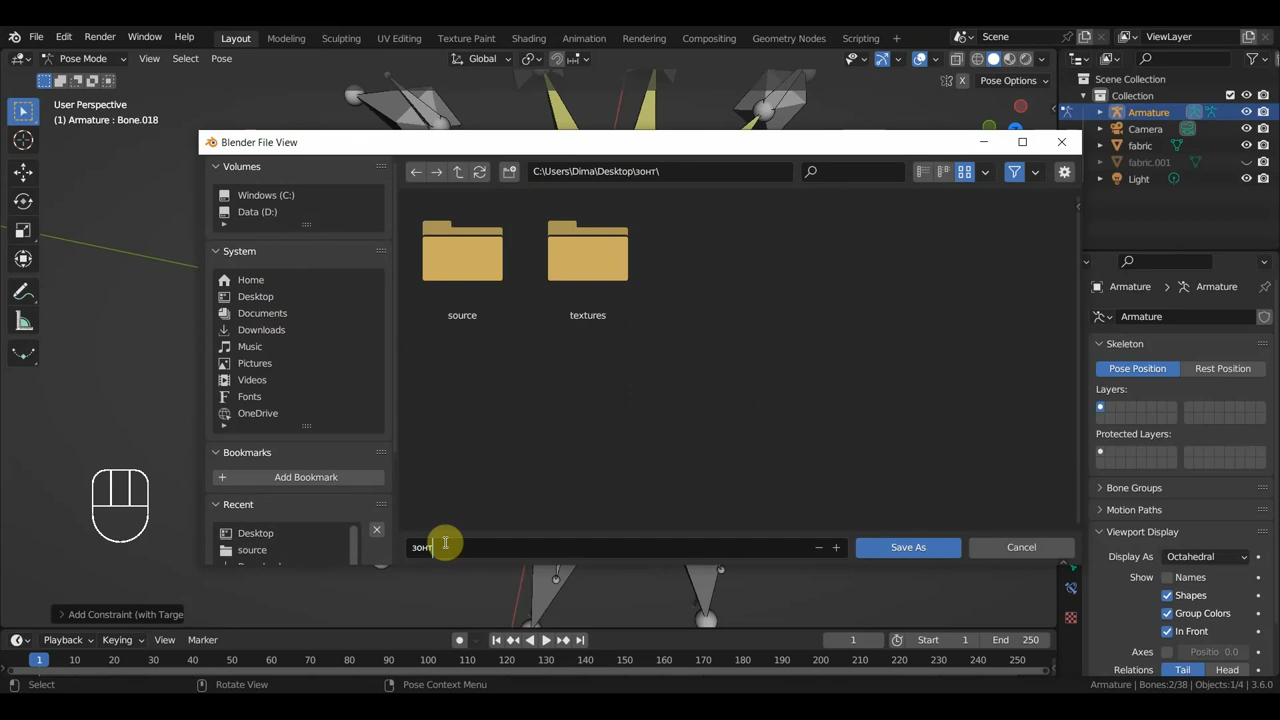 File Edit Render Window Help Layout Modeling Sculpting UV Editing Texture Paint Shading Animation Rendering Compositing Geometry Nodes Scripting + Scene ViewLayer
Pose Mode View Select Pose Global
X Pose Options
Scene Collection
Collection
Armature
Camera
fabric
fabric.001
Light
User Perspective
(1) Armature : Bone.018
Blender File View
Volumes
Windows (C:)
Data (D:)
System
Home
Desktop
Documents
Downloads
Music
Pictures
Videos
Fonts
OneDrive
Bookmarks
Add Bookmark
Recent
Desktop
source
C:\Users\Dima\Desktop\зонт\
source textures
зонт
Save As Cancel
Armature Armature
Armature
Skeleton
Pose Position Rest Position
Layers:
Protected Layers:
Bone Groups
Motion Paths
Viewport Display
Display As Octahedral
Show Names
Shapes
Group Colors
In Front
Axes Positio 0.0
Relations Tail Head
Add Constraint (with Targe
Playback Keying View Marker 1 Start 1 End 250
1 10 20 30 40 50 60 70 80 90 100 110 120 130 140 150 160 170 180 190 200 210 220 230 240 250
Select Rotate View Pose Context Menu Armature | Bones:2/38 | Objects:1/4 | 3.6.0